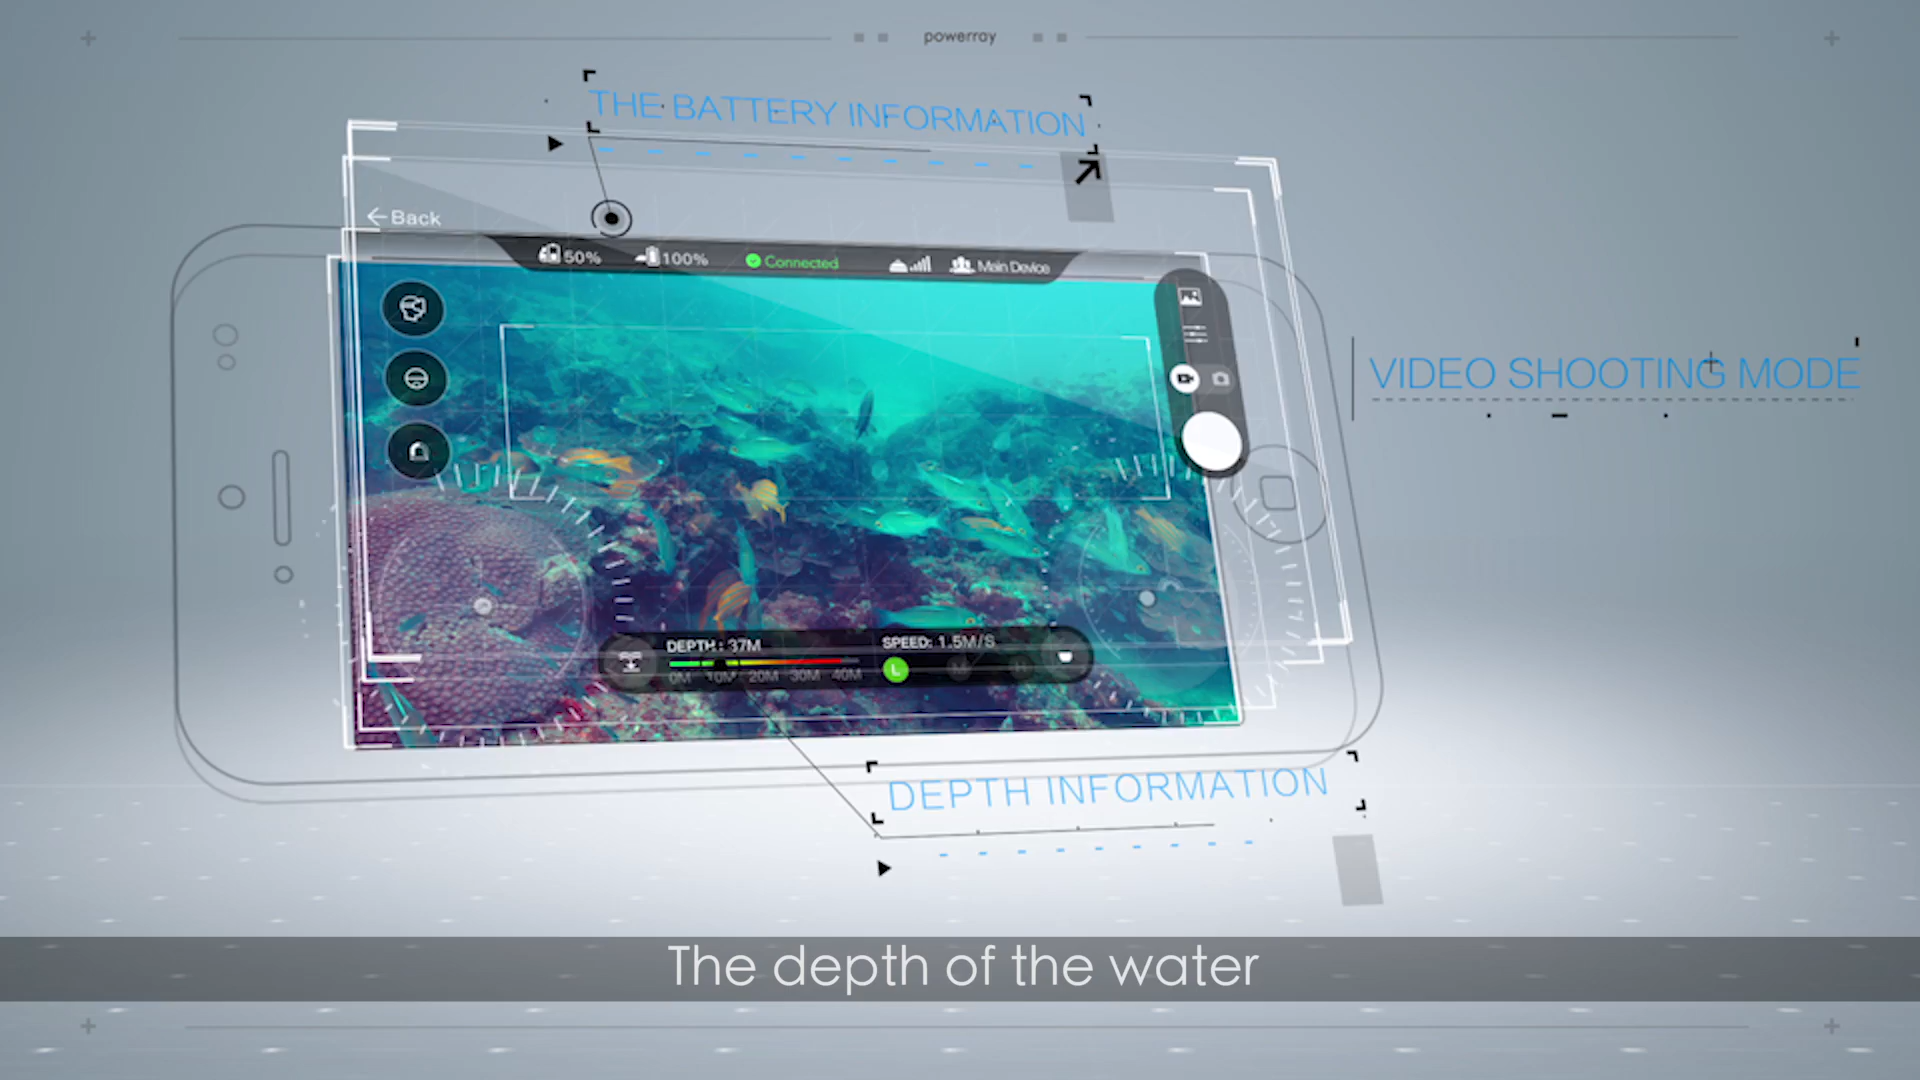 powerray
THE BATTERY INFORMATION
←Back
50%
100%
Connected
Main Device
VIDEO SHOOTING MODE
DEPTH: 37M
SPEED: 1.5M/S
0M 10M 20M 30M 40M
L M H
DEPTH INFORMATION
The depth of the water